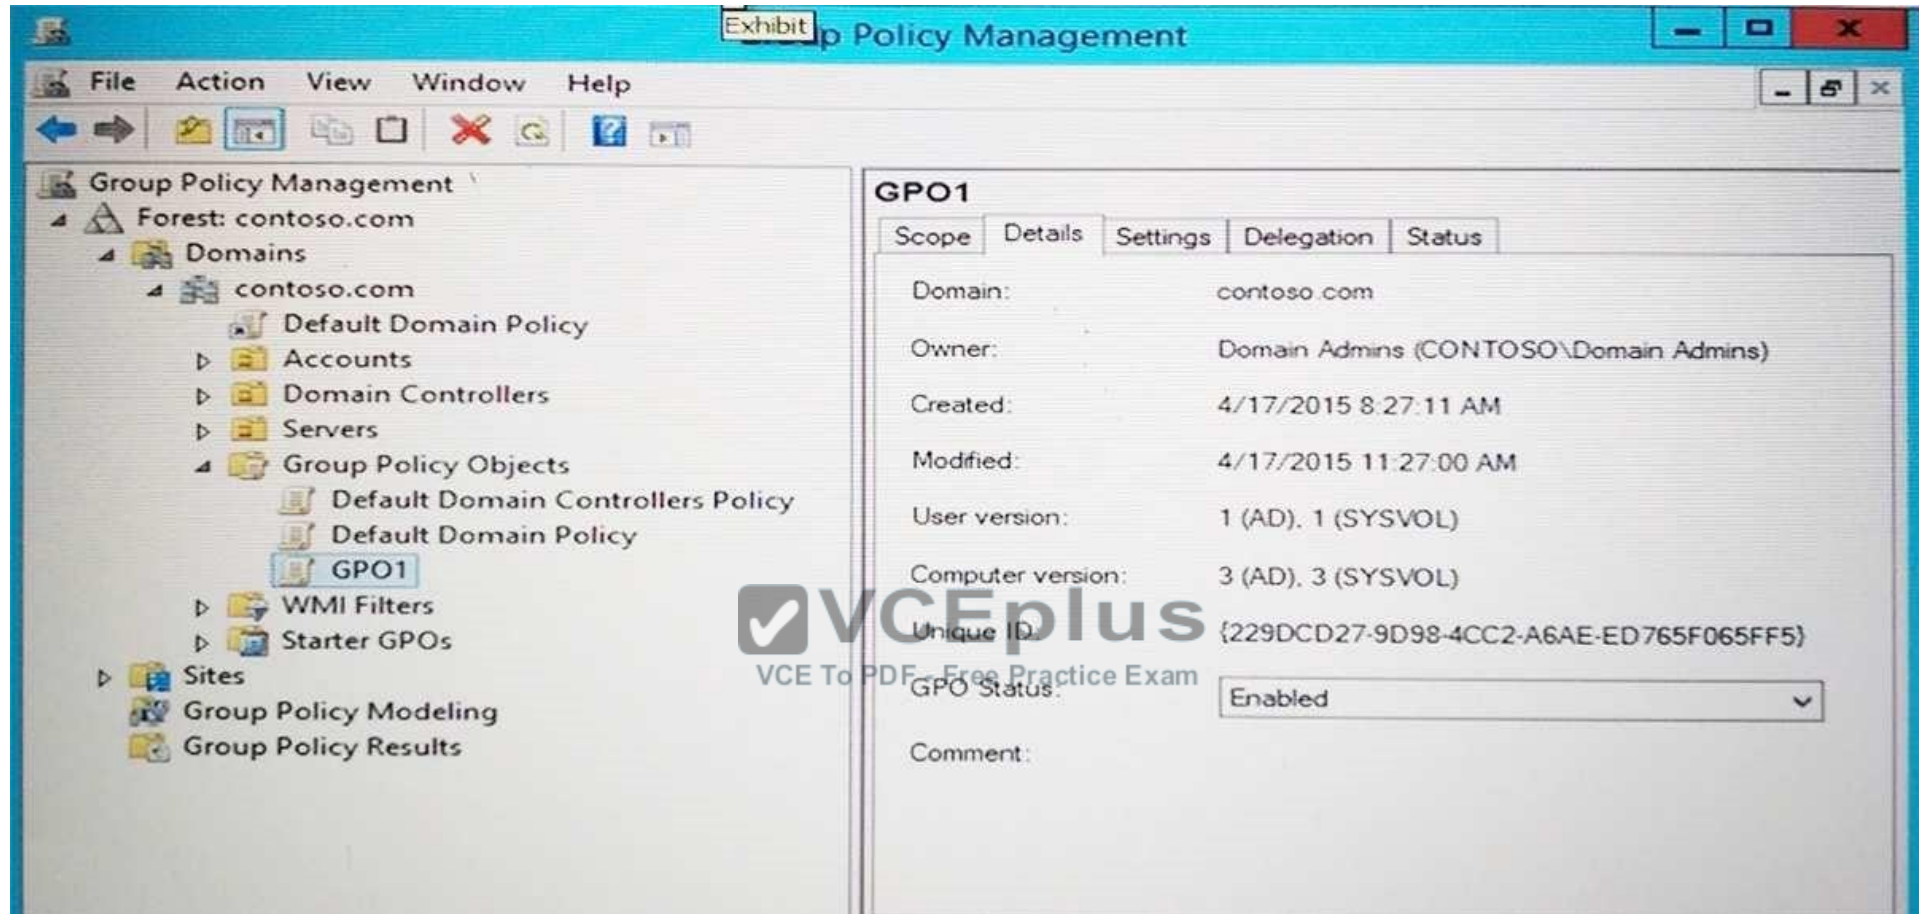 Exhibit
Policy Management
File Action View Window Help
Group Policy Management
Forest: contoso.com
Domains
contoso.com
Default Domain Policy
Accounts
Domain Controllers
Servers
Group Policy Objects
Default Domain Controllers Policy
Default Domain Policy
GPO1
WMI Filters
Starter GPOs
Sites
Group Policy Modeling
Group Policy Results
GPO1
Scope Details Settings Delegation Status
Domain: contoso.com
Owner: Domain Admins (CONTOSO\Domain Admins)
Created: 4/17/2015 8:27:11 AM
Modified: 4/17/2015 11:27:00 AM
User version: 1 (AD), 1 (SYSVOL)
Computer version: 3 (AD), 3 (SYSVOL)
Unique ID: {229DCD27-9D98-4CC2-A6AE-ED765F065FF5}
GPO Status: Enabled
Comment:
VCEplus
VCE To PDF - Free Practice Exam